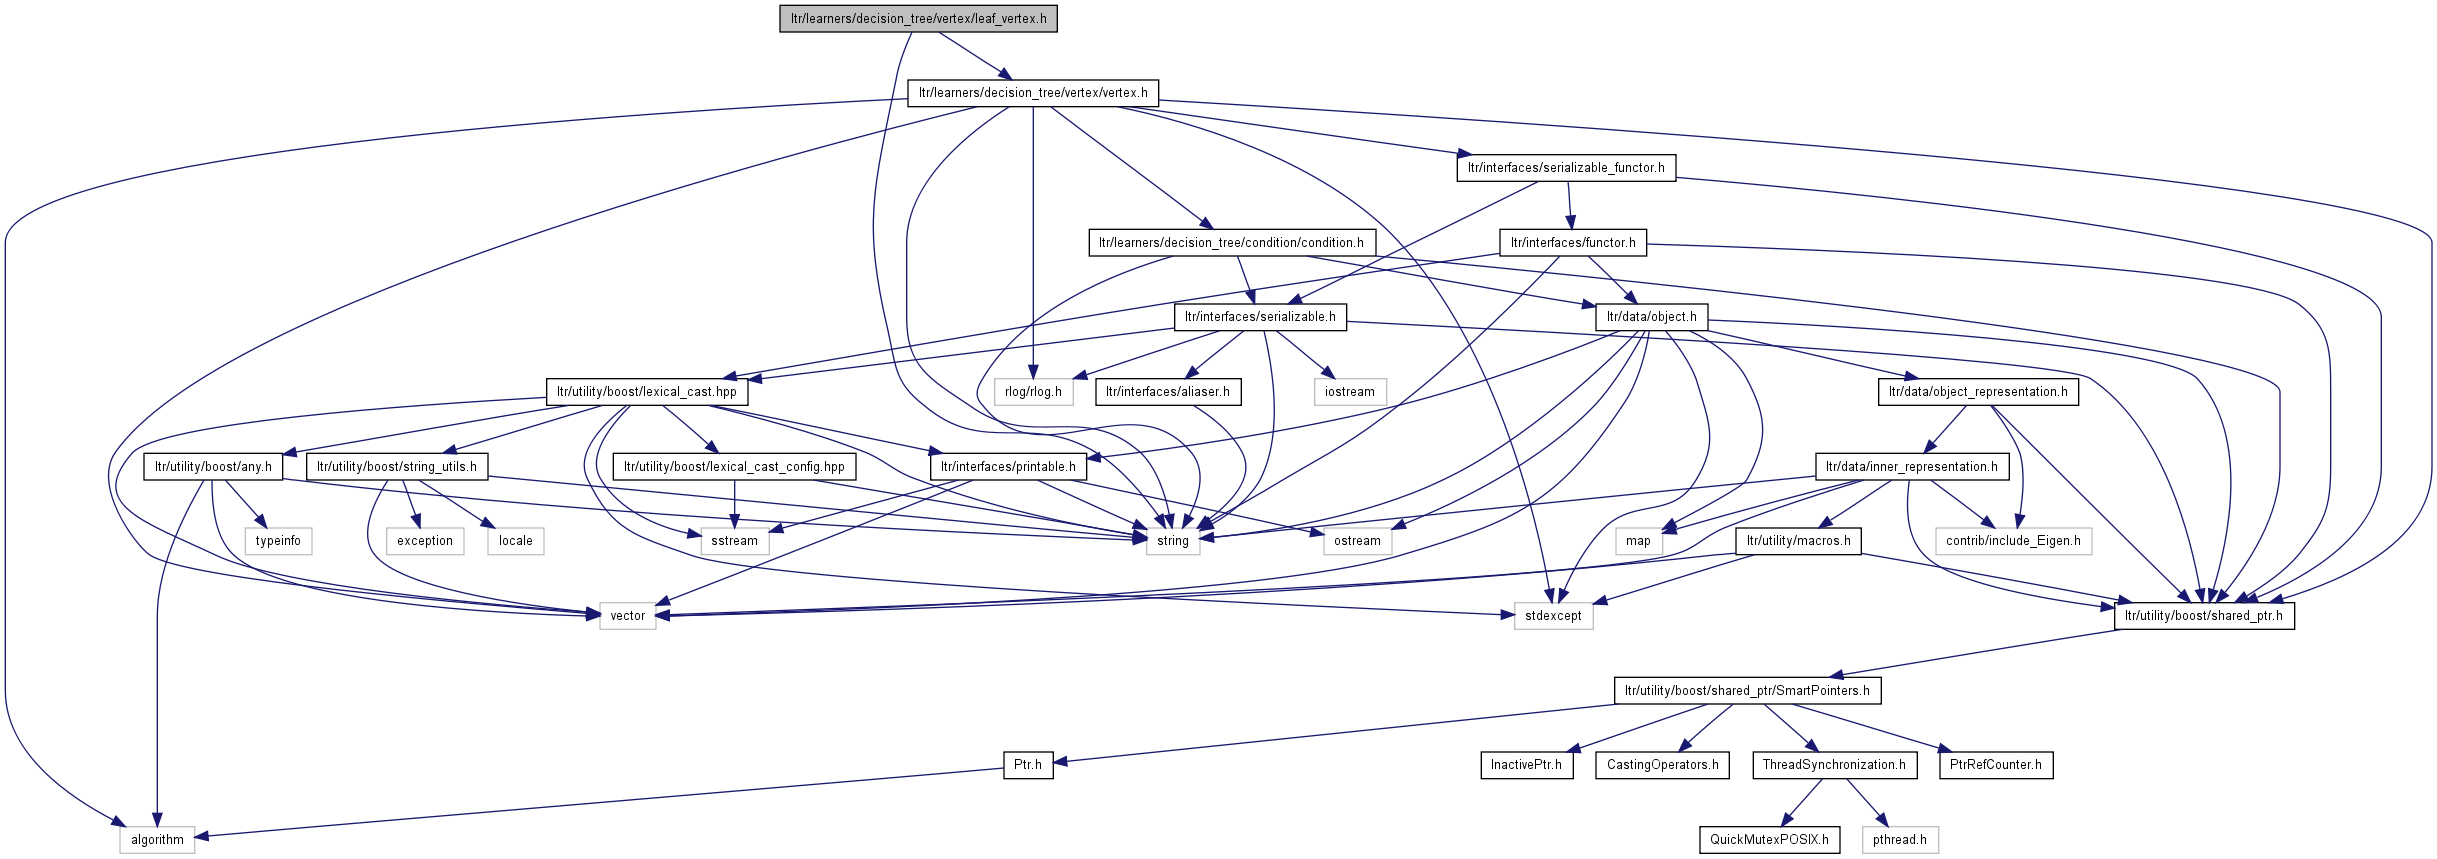 ltr/learners/decision_tree/vertex/leaf_vertex.h
ltr/learners/decision_tree/vertex/vertex.h
ltr/interfaces/serializable_functor.h
ltr/learners/decision_tree/condition/condition.h
ltr/interfaces/functor.h
ltr/interfaces/serializable.h
ltr/data/object.h
ltr/utility/boost/lexical_cast.hpp
rlog/rlog.h
ltr/interfaces/aliaser.h
iostream
ltr/data/object_representation.h
ltr/utility/boost/any.h
ltr/utility/boost/string_utils.h
ltr/utility/boost/lexical_cast_config.hpp
ltr/interfaces/printable.h
ltr/data/inner_representation.h
typeinfo
exception
locale
sstream
string
ostream
map
ltr/utility/macros.h
contrib/include_Eigen.h
vector
stdexcept
ltr/utility/boost/shared_ptr.h
ltr/utility/boost/shared_ptr/SmartPointers.h
Ptr.h
InactivePtr.h
CastingOperators.h
ThreadSynchronization.h
PtrRefCounter.h
algorithm
QuickMutexPOSIX.h
pthread.h